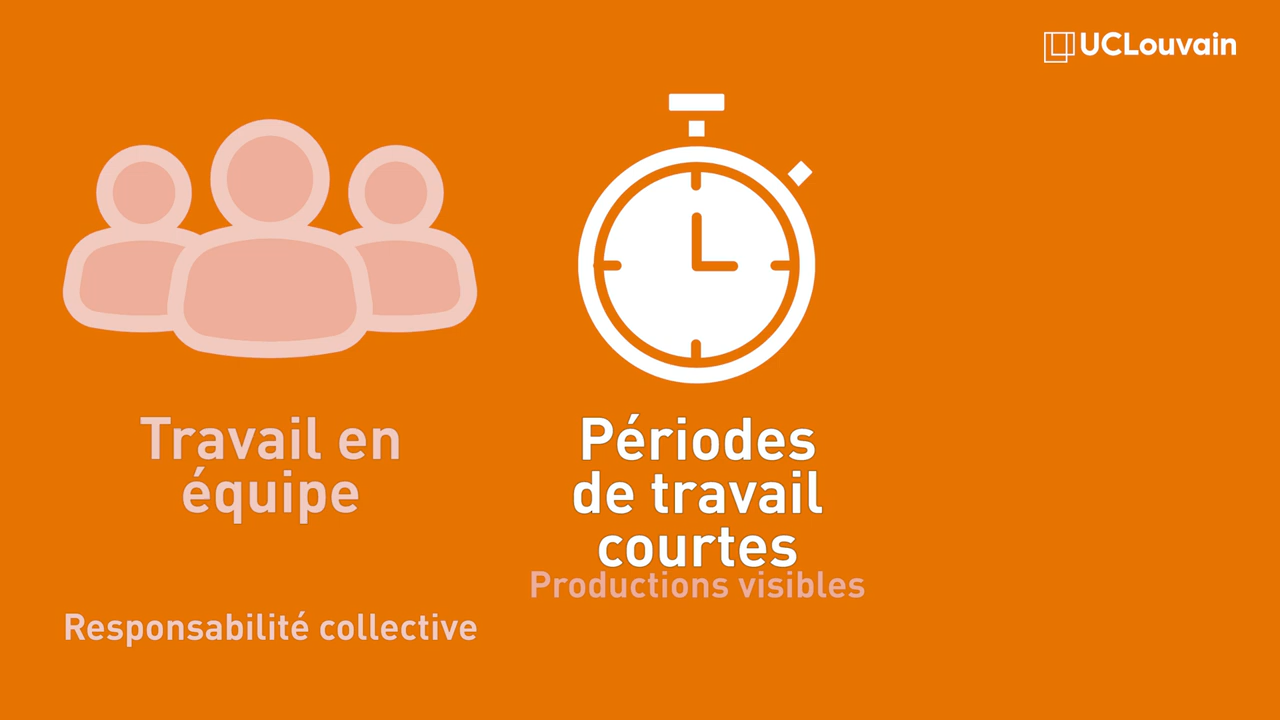 UCLouvain
Travail en
équipe
Responsabilité collective
Périodes
de travail
courtes
Productions visibles